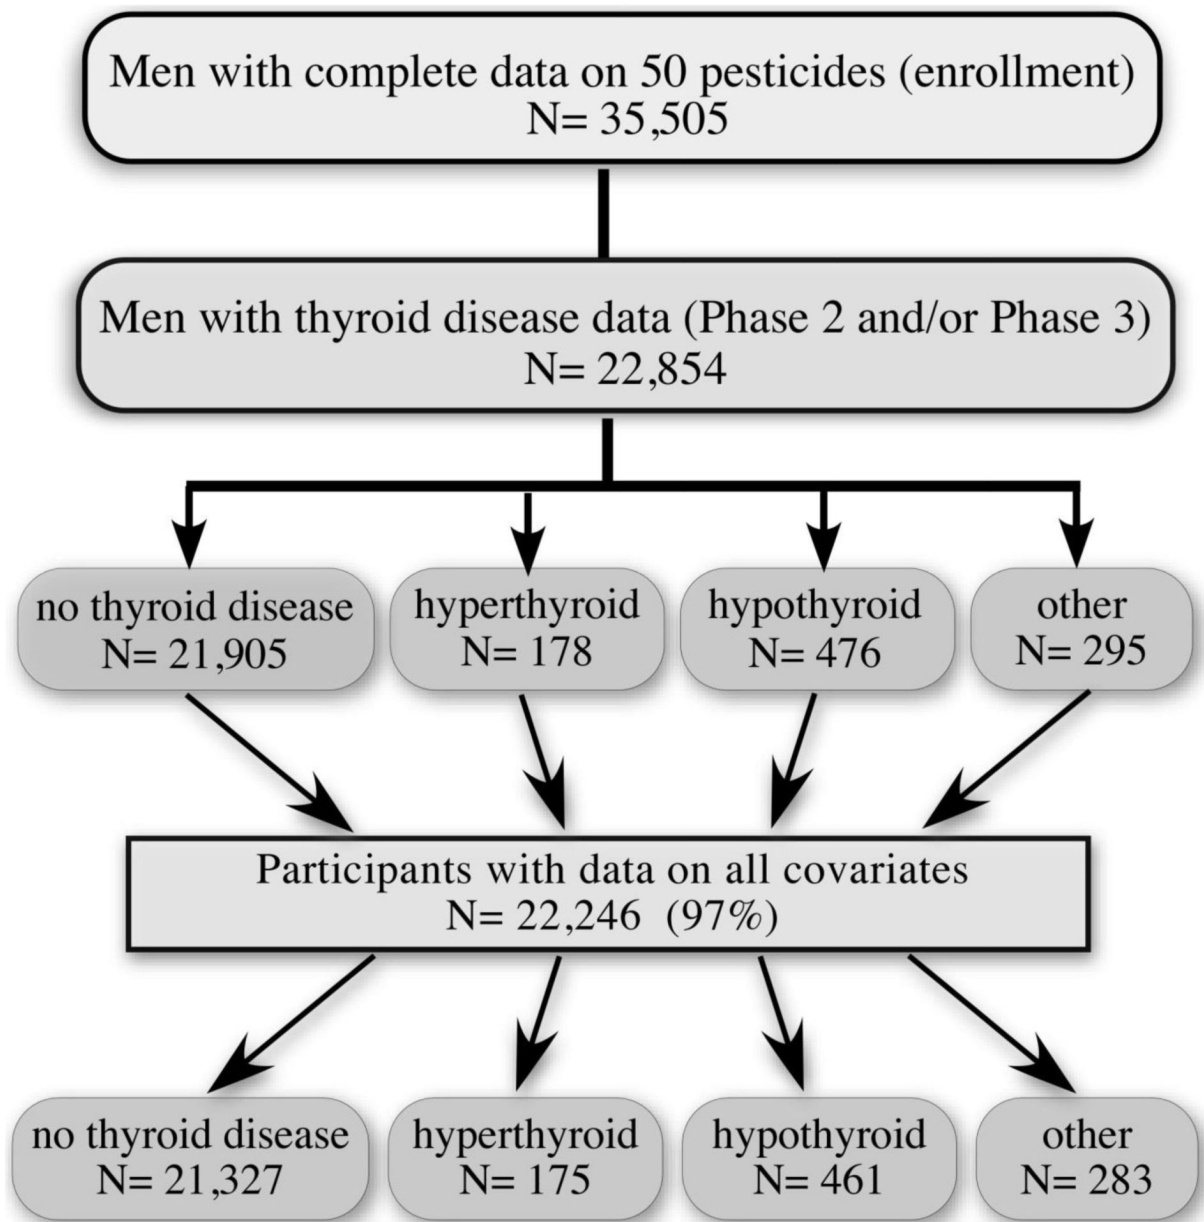 Men with complete data on 50 pesticides (enrollment)
N= 35,505
Men with thyroid disease data (Phase 2 and/or Phase 3)
N= 22,854
no thyroid disease
N= 21,905
hyperthyroid
N= 178
hypothyroid
N= 476
other
N= 295
Participants with data on all covariates
N= 22,246 (97%)
no thyroid disease
N= 21,327
hyperthyroid
N= 175
hypothyroid
N= 461
other
N= 283